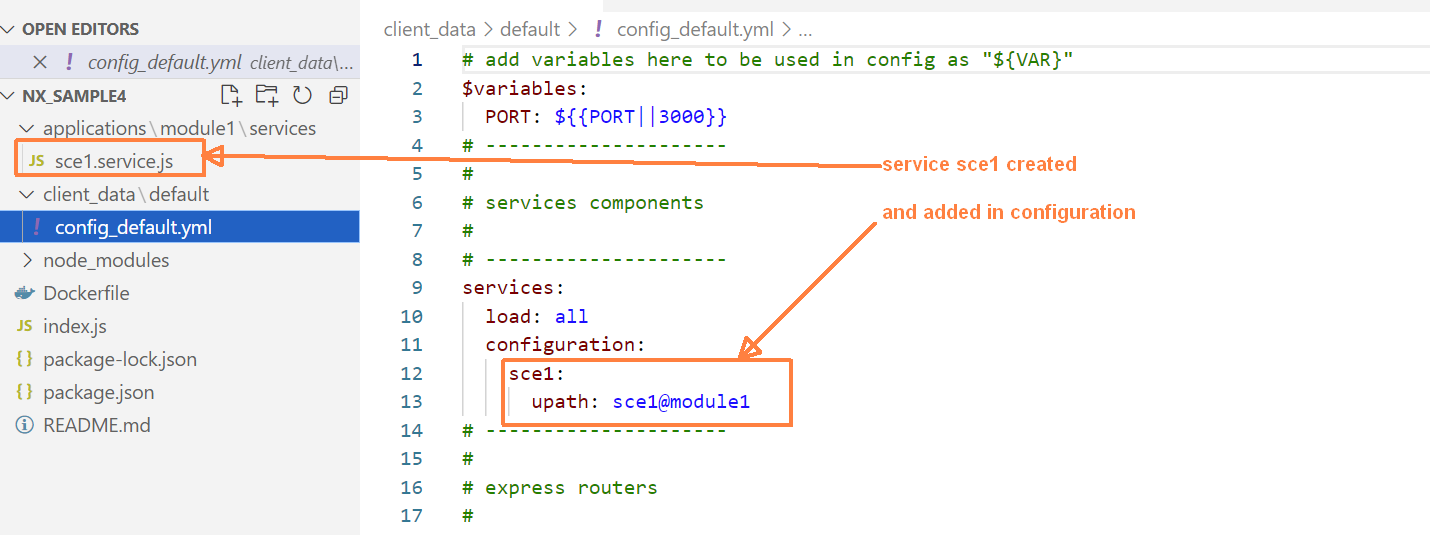 OPEN EDITORS
× ! config_default.yml client_data\...
NX_SAMPLE4
applications\module1\services
JS sce1.service.js
client_data\default
! config_default.yml
node_modules
Dockerfile
JS index.js
{} package-lock.json
{} package.json
README.md
client_data > default > ! config_default.yml > ...
1 # add variables here to be used in config as "${VAR}"
2 $variables:
3 PORT: ${{PORT||3000}}
4 # ---------------------
5 #
6 # services components
7 #
8 # ---------------------
9 services:
10 load: all
11 configuration:
12 sce1:
13 upath: sce1@module1
14 # ---------------------
15 #
16 # express routers
17 #
service sce1 created
and added in configuration